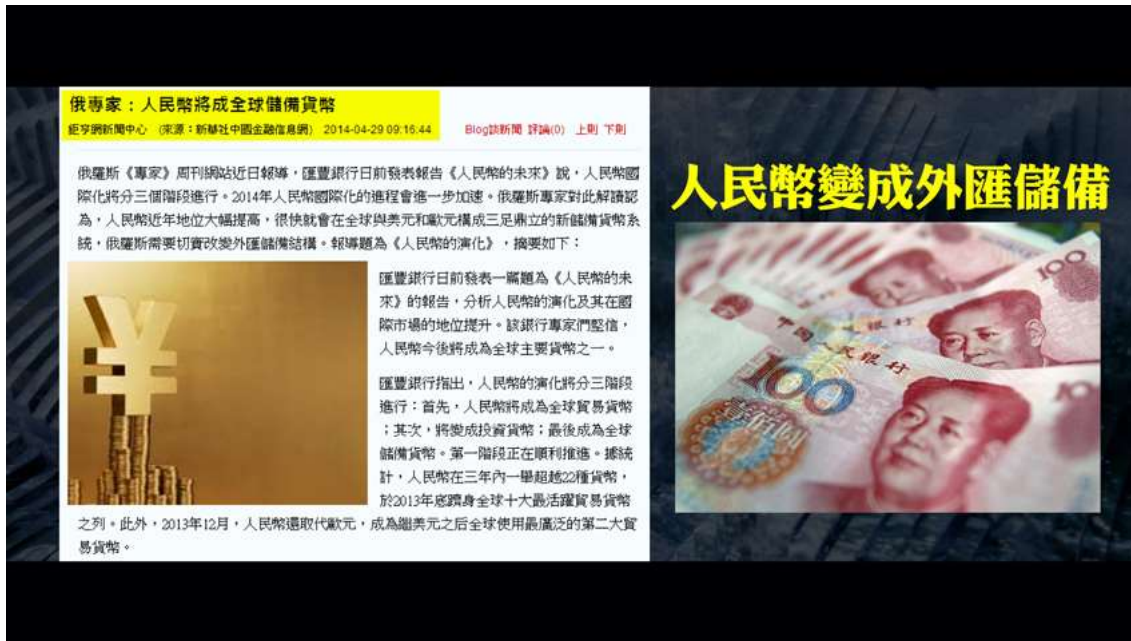 俄專家：人民幣將成全球儲備貨幣
鉅亨網新聞中心 (來源：新華社中國金融信息網) 2014-04-29 09:16:44 Blog談新聞 評論(0) 上則 下則
俄羅斯《專家》周刊網站近日報導，匯豐銀行日前發表報告《人民幣的未來》說，人民幣國
際化將分三個階段進行。2014年人民幣國際化的進程會進一步加速。俄羅斯專家對此解讀認
為，人民幣近年地位大幅提高，很快就會在全球與美元和歐元構成三足鼎立的新儲備貨幣系
統，俄羅斯需要切實改變外匯儲備結構。報導題為《人民幣的演化》，摘要如下：
匯豐銀行日前發表一篇題為《人民幣的未
來》的報告，分析人民幣的演化及其在國
際市場的地位提升。該銀行專家們堅信，
人民幣今後將成為全球主要貨幣之一。
匯豐銀行指出，人民幣的演化將分三階段
進行：首先，人民幣將成為全球貿易貨幣
；其次，將變成投資貨幣；最後成為全球
儲備貨幣。第一階段正在順利推進。據統
計，人民幣在三年內一舉超越22種貨幣，
於2013年底躋身全球十大最活躍貿易貨幣
之列。此外，2013年12月，人民幣還取代歐元，成為繼美元之后全球使用最廣泛的第二大貿
易貨幣。
人民幣變成外匯儲備
100
中国人民银行
100